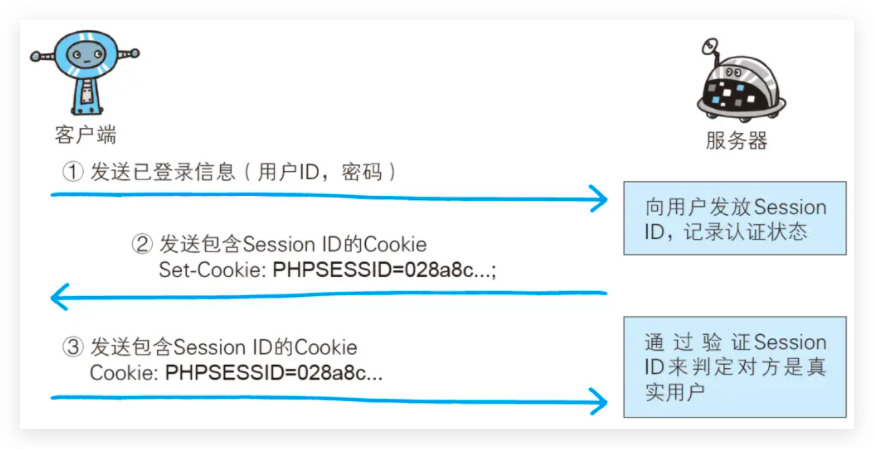 客户端
服务器
① 发送已登录信息（用户ID，密码）
向用户发放Session
ID，记录认证状态
② 发送包含Session ID的Cookie
Set-Cookie: PHPSESSID=028a8c...;
③ 发送包含Session ID的Cookie
Cookie: PHPSESSID=028a8c...
通过验证Session
ID来判定对方是真
实用户